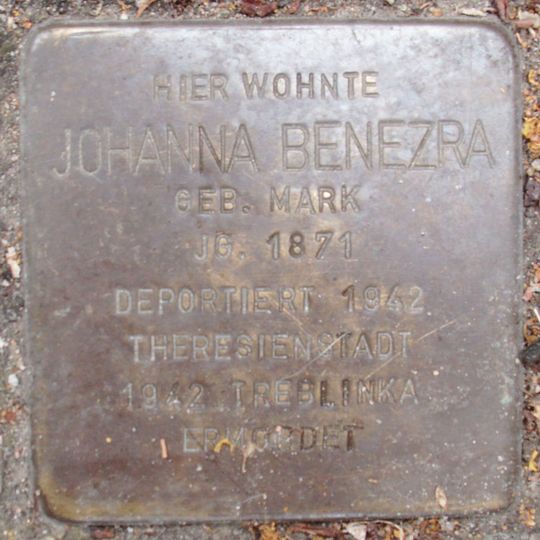 HIER WOHNTE
JOHANNA BENEZRA
GEB. MARK
JG. 1871
DEPORTIERT 1942
THERESIENSTADT
1942 TREBLINKA
ERMORDET